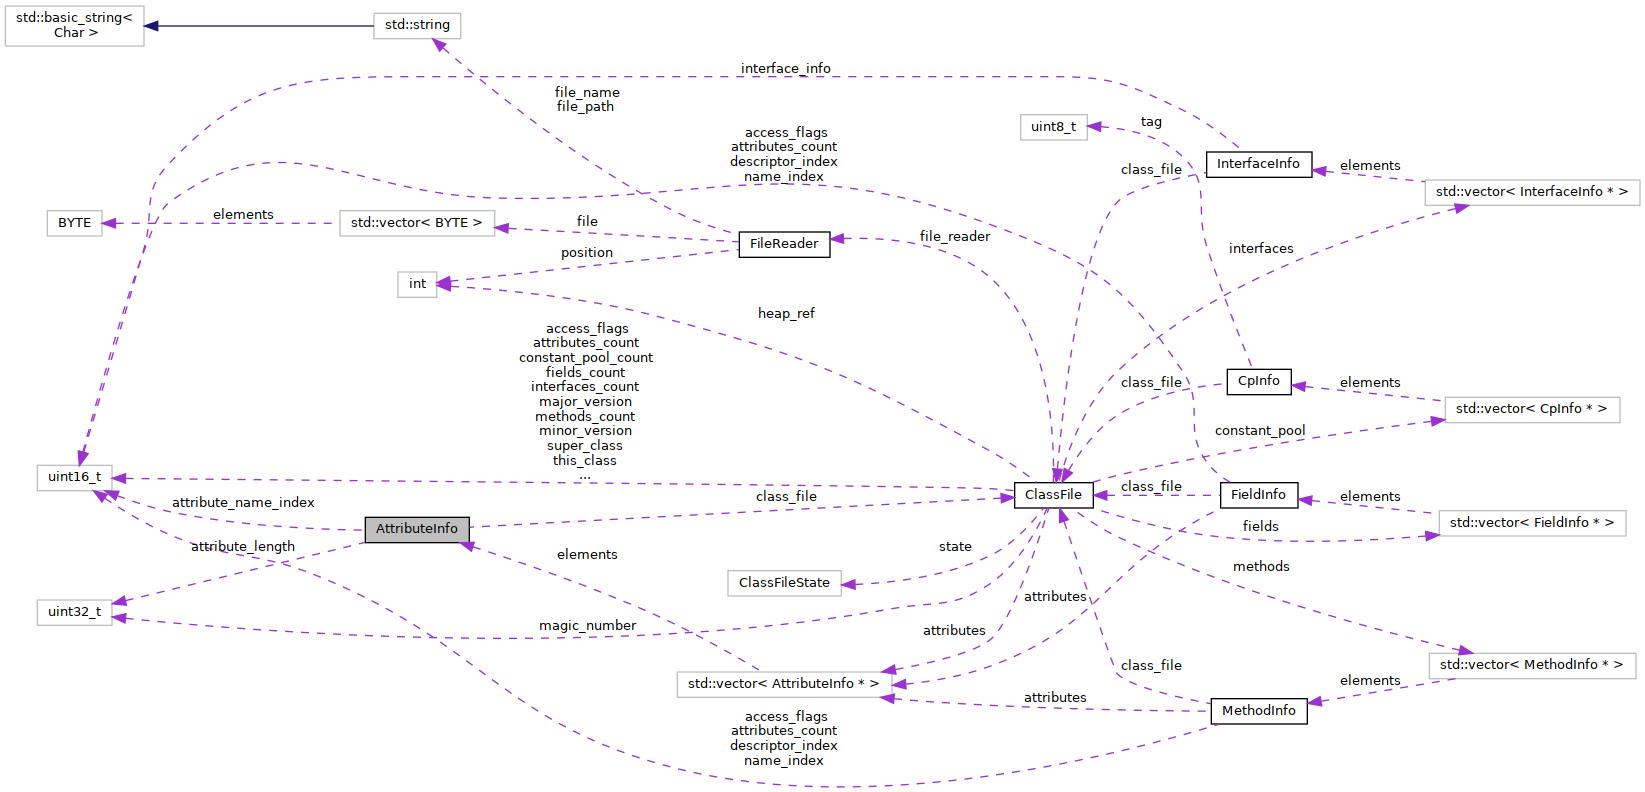 std::basic_string<
Char >
std::string
interface_info
file_name
file_path
uint8_t
tag
access_flags
attributes_count
descriptor_index
name_index
class_file
InterfaceInfo
elements
std::vector< InterfaceInfo * >
BYTE
elements
std::vector< BYTE >
file
FileReader
file_reader
interfaces
position
int
heap_ref
access_flags
attributes_count
constant_pool_count
fields_count
interfaces_count
major_version
methods_count
minor_version
super_class
this_class
...
class_file
CpInfo
elements
std::vector< CpInfo * >
constant_pool
uint16_t
attribute_name_index
class_file
ClassFile
class_file
FieldInfo
elements
std::vector< FieldInfo * >
fields
AttributeInfo
attribute_length
elements
state
ClassFileState
methods
uint32_t
magic_number
attributes
attributes
std::vector< AttributeInfo * >
class_file
std::vector< MethodInfo * >
elements
attributes
MethodInfo
access_flags
attributes_count
descriptor_index
name_index